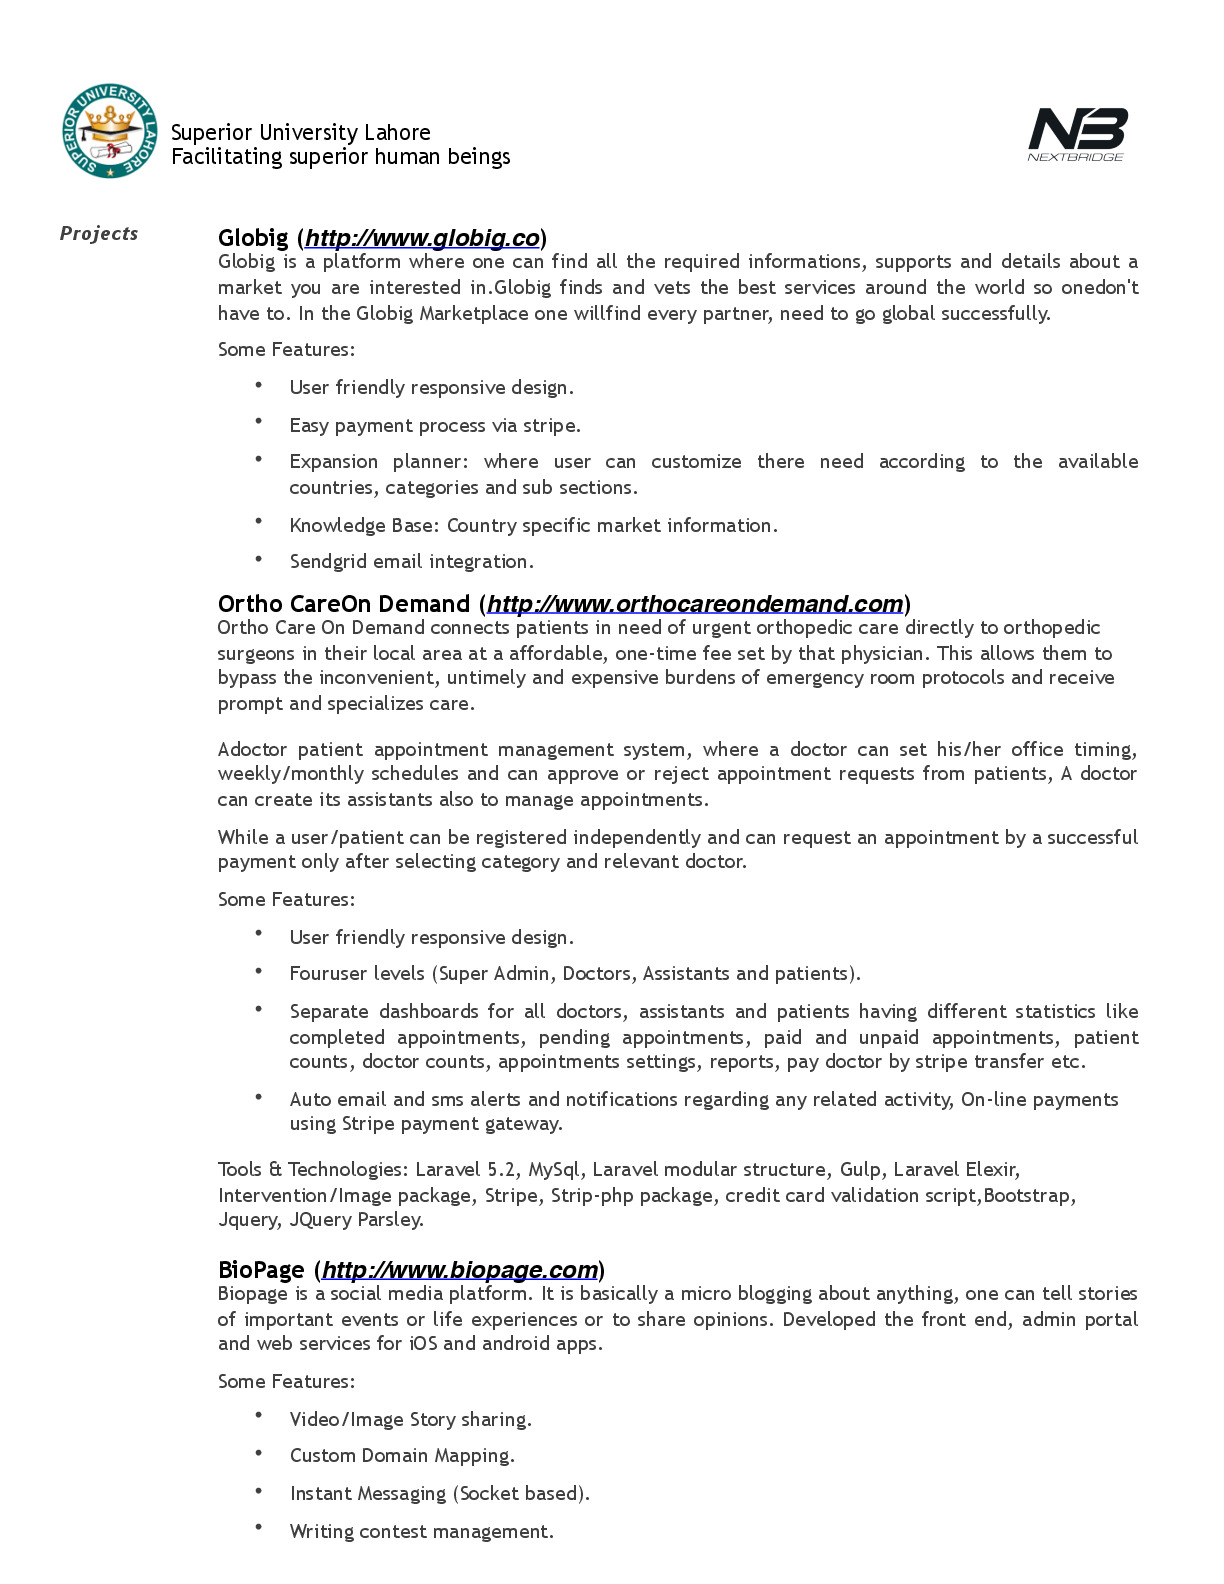 SUPERIOR UNIVERSITY LAHORE
Superior University Lahore
Facilitating superior human beings
NB
NEXTBRIDGE
Projects
Globig (http://www.globig.co)
Globig is a platform where one can find all the required informations, supports and details about a
market you are interested in.Globig finds and vets the best services around the world so onedon't
have to. In the Globig Marketplace one willfind every partner, need to go global successfully.
Some Features:
• User friendly responsive design.
• Easy payment process via stripe.
• Expansion planner: where user can customize there need according to the available
countries, categories and sub sections.
• Knowledge Base: Country specific market information.
• Sendgrid email integration.
Ortho CareOn Demand (http://www.orthocareondemand.com)
Ortho Care On Demand connects patients in need of urgent orthopedic care directly to orthopedic
surgeons in their local area at a affordable, one-time fee set by that physician. This allows them to
bypass the inconvenient, untimely and expensive burdens of emergency room protocols and receive
prompt and specializes care.
Adoctor patient appointment management system, where a doctor can set his/her office timing,
weekly/monthly schedules and can approve or reject appointment requests from patients, A doctor
can create its assistants also to manage appointments.
While a user/patient can be registered independently and can request an appointment by a successful
payment only after selecting category and relevant doctor.
Some Features:
• User friendly responsive design.
• Fouruser levels (Super Admin, Doctors, Assistants and patients).
• Separate dashboards for all doctors, assistants and patients having different statistics like
completed appointments, pending appointments, paid and unpaid appointments, patient
counts, doctor counts, appointments settings, reports, pay doctor by stripe transfer etc.
• Auto email and sms alerts and notifications regarding any related activity, On-line payments
using Stripe payment gateway.
Tools & Technologies: Laravel 5.2, MySql, Laravel modular structure, Gulp, Laravel Elexir,
Intervention/Image package, Stripe, Strip-php package, credit card validation script,Bootstrap,
Jquery, JQuery Parsley.
BioPage (http://www.biopage.com)
Biopage is a social media platform. It is basically a micro blogging about anything, one can tell stories
of important events or life experiences or to share opinions. Developed the front end, admin portal
and web services for iOS and android apps.
Some Features:
• Video/Image Story sharing.
• Custom Domain Mapping.
• Instant Messaging (Socket based).
• Writing contest management.